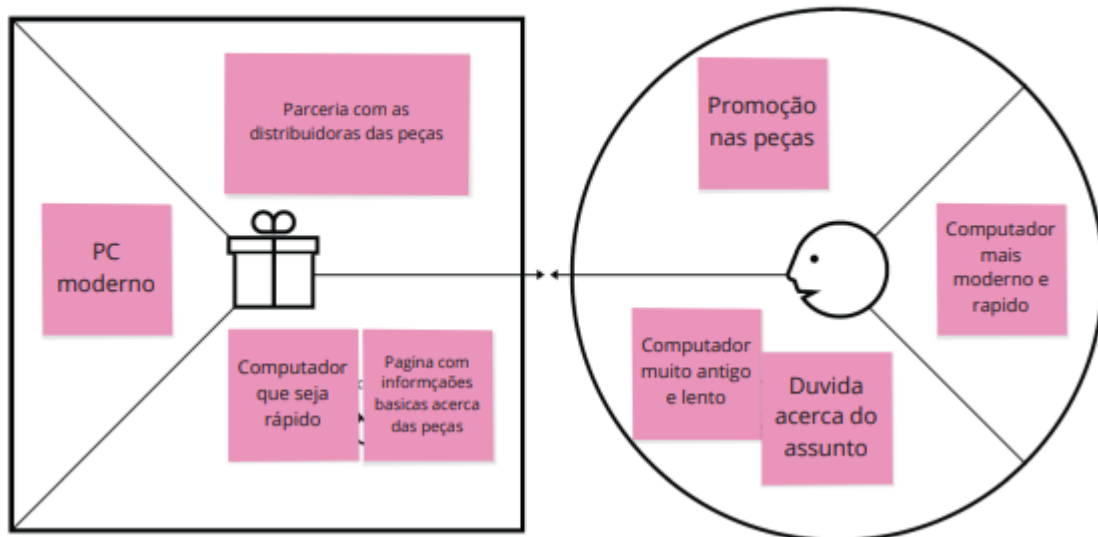 Parceria com as
distribuidoras das peças
PC
moderno
Computador
que seja
rápido
Pagina com
informçaões
basicas acerca
das peças
Promoção
nas peças
Computador
mais
moderno e
rapido
Computador
muito antigo
e lento
Duvida
acerca do
assunto